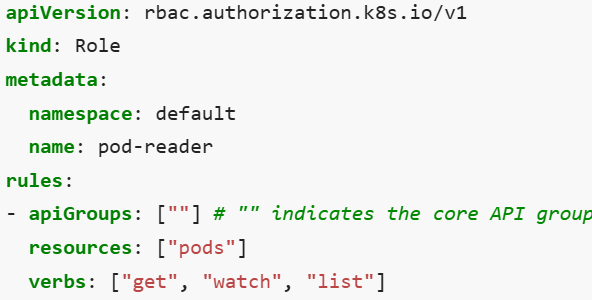 apiVersion: rbac.authorization.k8s.io/v1
kind: Role
metadata:
  namespace: default
  name: pod-reader
rules:
- apiGroups: [""] # "" indicates the core API group
  resources: ["pods"]
  verbs: ["get", "watch", "list"]